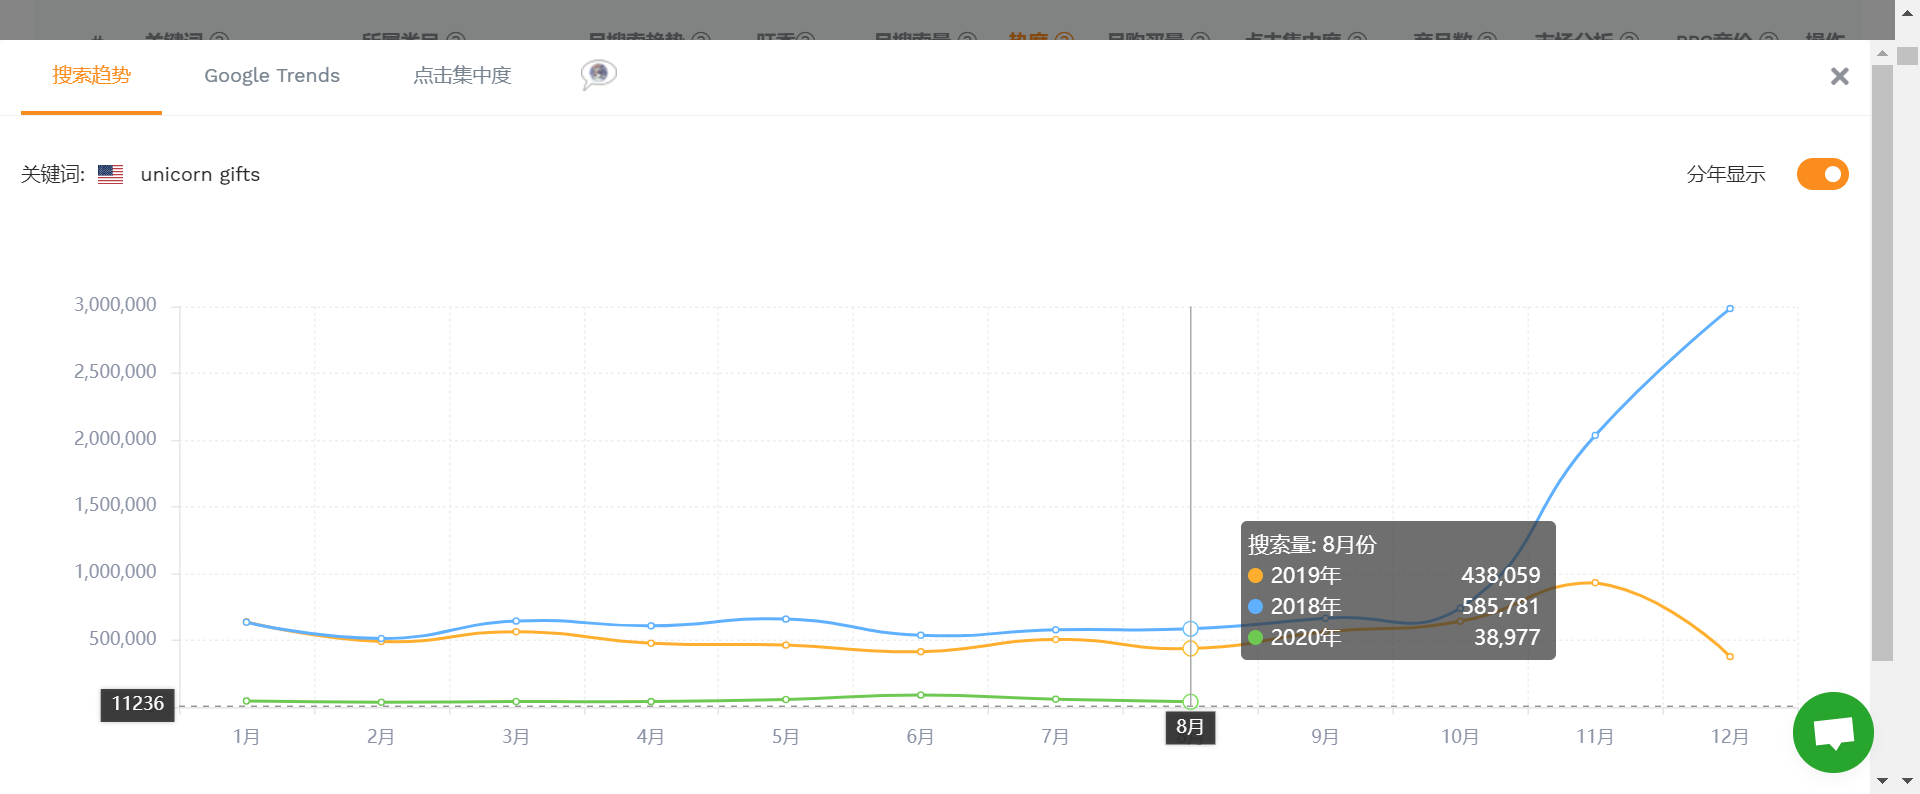 搜索趋势 Google Trends 点击集中度
关键词: unicorn gifts 分年显示
3,000,000
2,500,000
2,000,000
1,500,000
1,000,000
500,000
11236
搜索量: 8月份
2019年 438,059
2018年 585,781
2020年 38,977
1月 2月 3月 4月 5月 6月 7月 8月 9月 10月 11月 12月